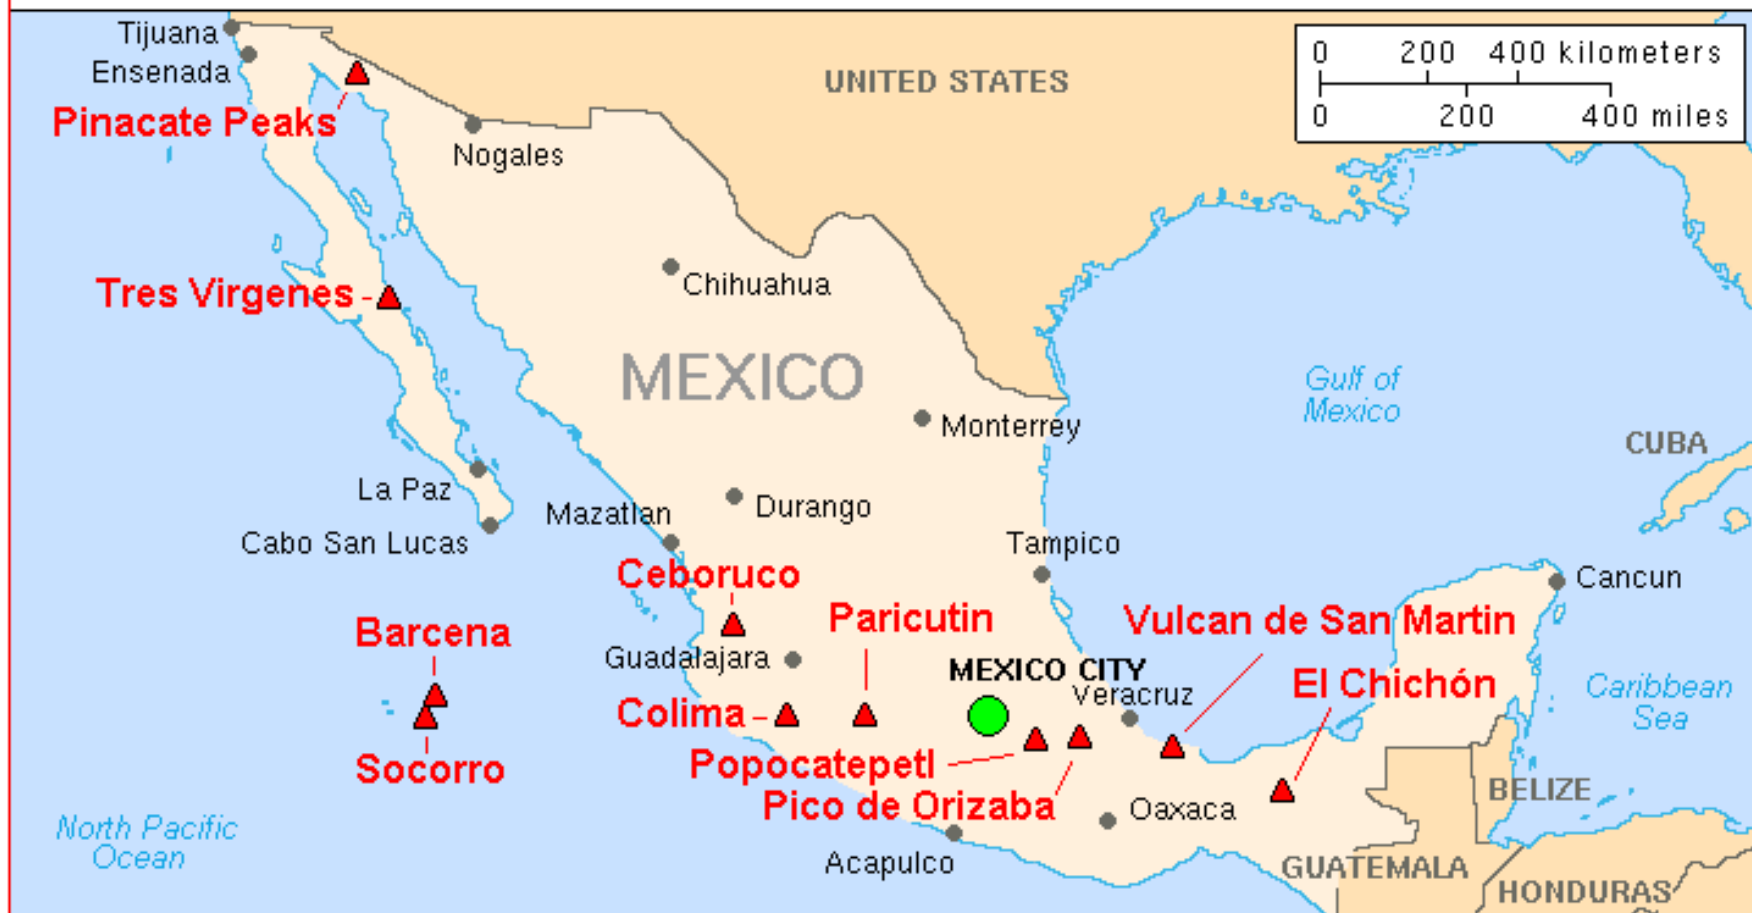 Tijuana
Ensenada
Pinacate Peaks
Nogales
UNITED STATES
0 200 400 kilometers
0 200 400 miles
Tres Virgenes
Chihuahua
MEXICO
Monterrey
Gulf of
Mexico
CUBA
La Paz
Cabo San Lucas
Mazatlan
Durango
Tampico
Cancun
Ceboruco
Paricutin
Vulcan de San Martin
Barcena
Guadalajara
MEXICO CITY
Veracruz
El Chichón
Caribbean
Sea
Colima
Socorro
Popocatepetl
Pico de Orizaba
Oaxaca
BELIZE
North Pacific
Ocean
Acapulco
GUATEMALA
HONDURAS